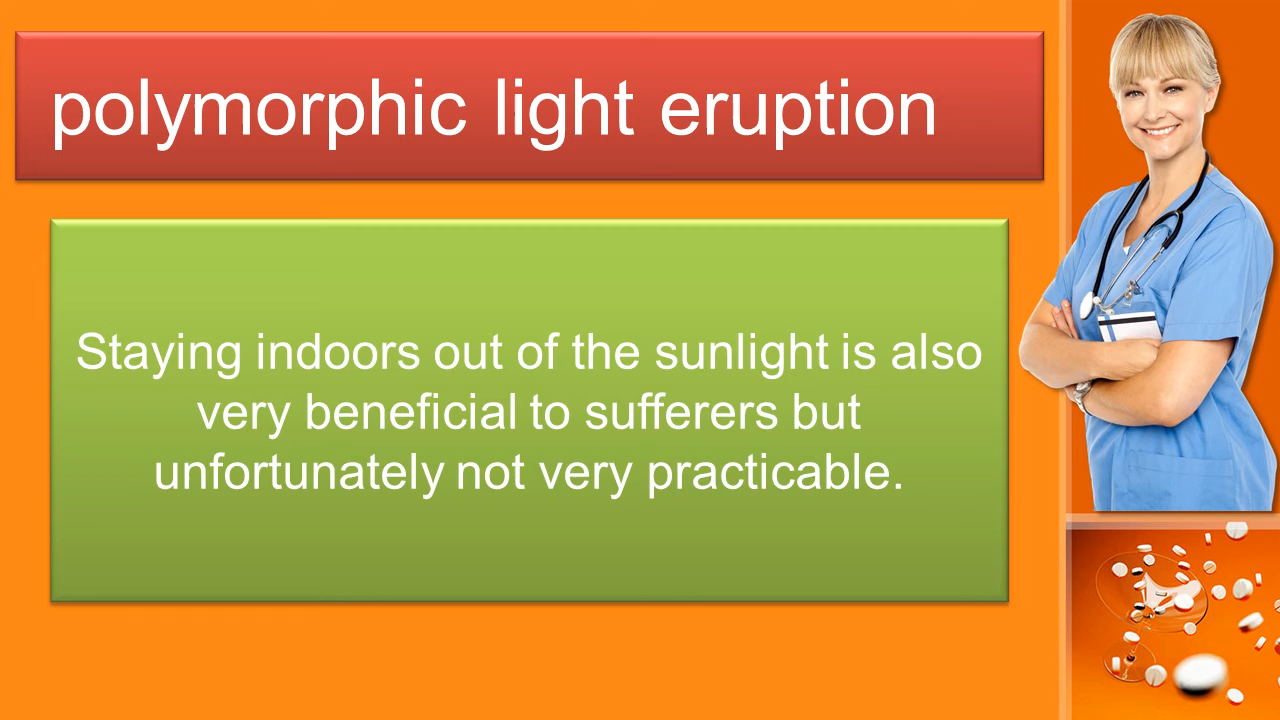 polymorphic light eruption
Staying indoors out of the sunlight is also
very beneficial to sufferers but
unfortunately not very practicable.